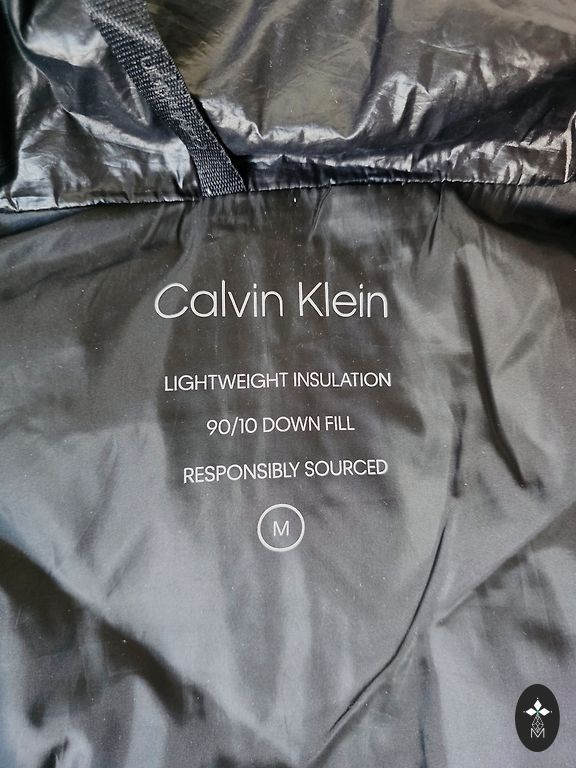 Calvin Klein
LIGHTWEIGHT INSULATION
90/10 DOWN FILL
RESPONSIBLY SOURCED
M
M